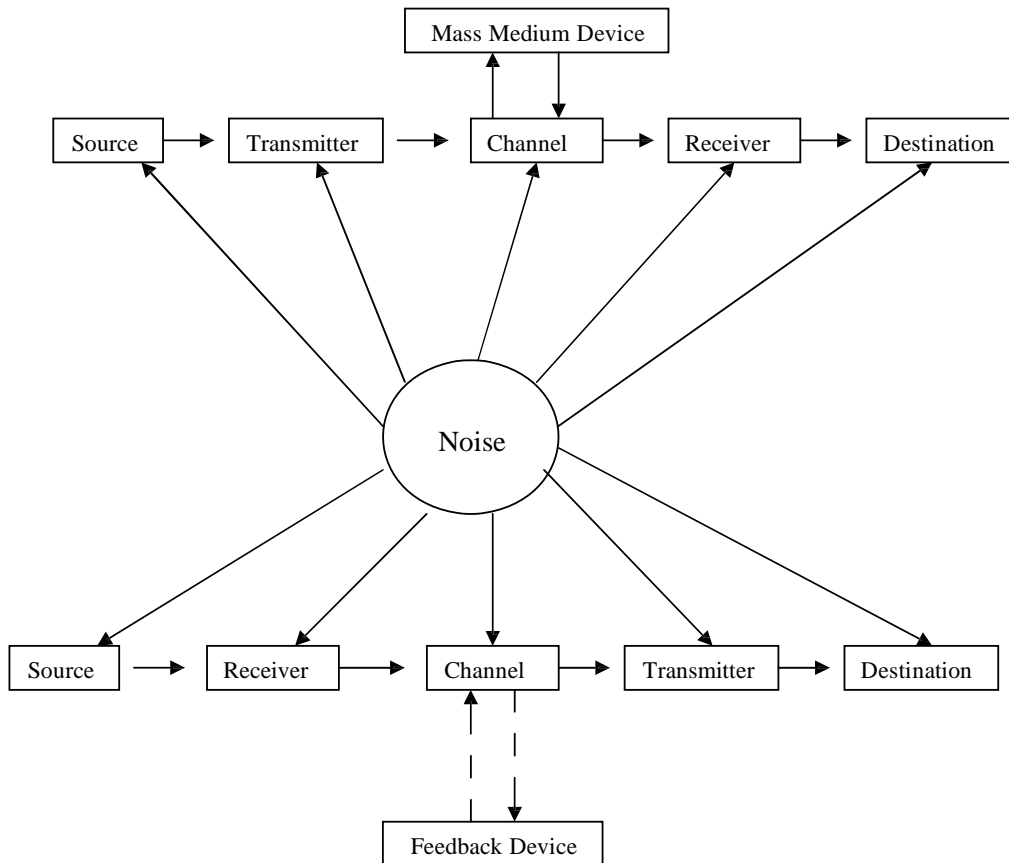 Mass Medium Device
Source
Transmitter
Channel
Receiver
Destination
Noise
Source
Receiver
Channel
Transmitter
Destination
Feedback Device